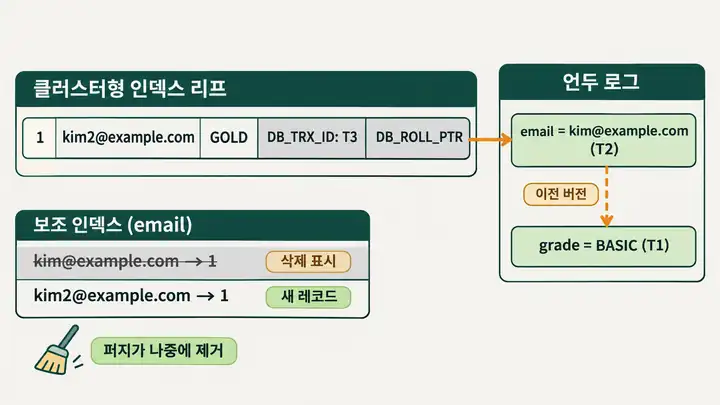 클러스터형 인덱스 리프
1 kim2@example.com GOLD DB_TRX_ID: T3 DB_ROLL_PTR
언두 로그
email = kim@example.com
(T2)
이전 버전
grade = BASIC (T1)
보조 인덱스 (email)
kim@example.com → 1 삭제 표시
kim2@example.com → 1 새 레코드
퍼지가 나중에 제거